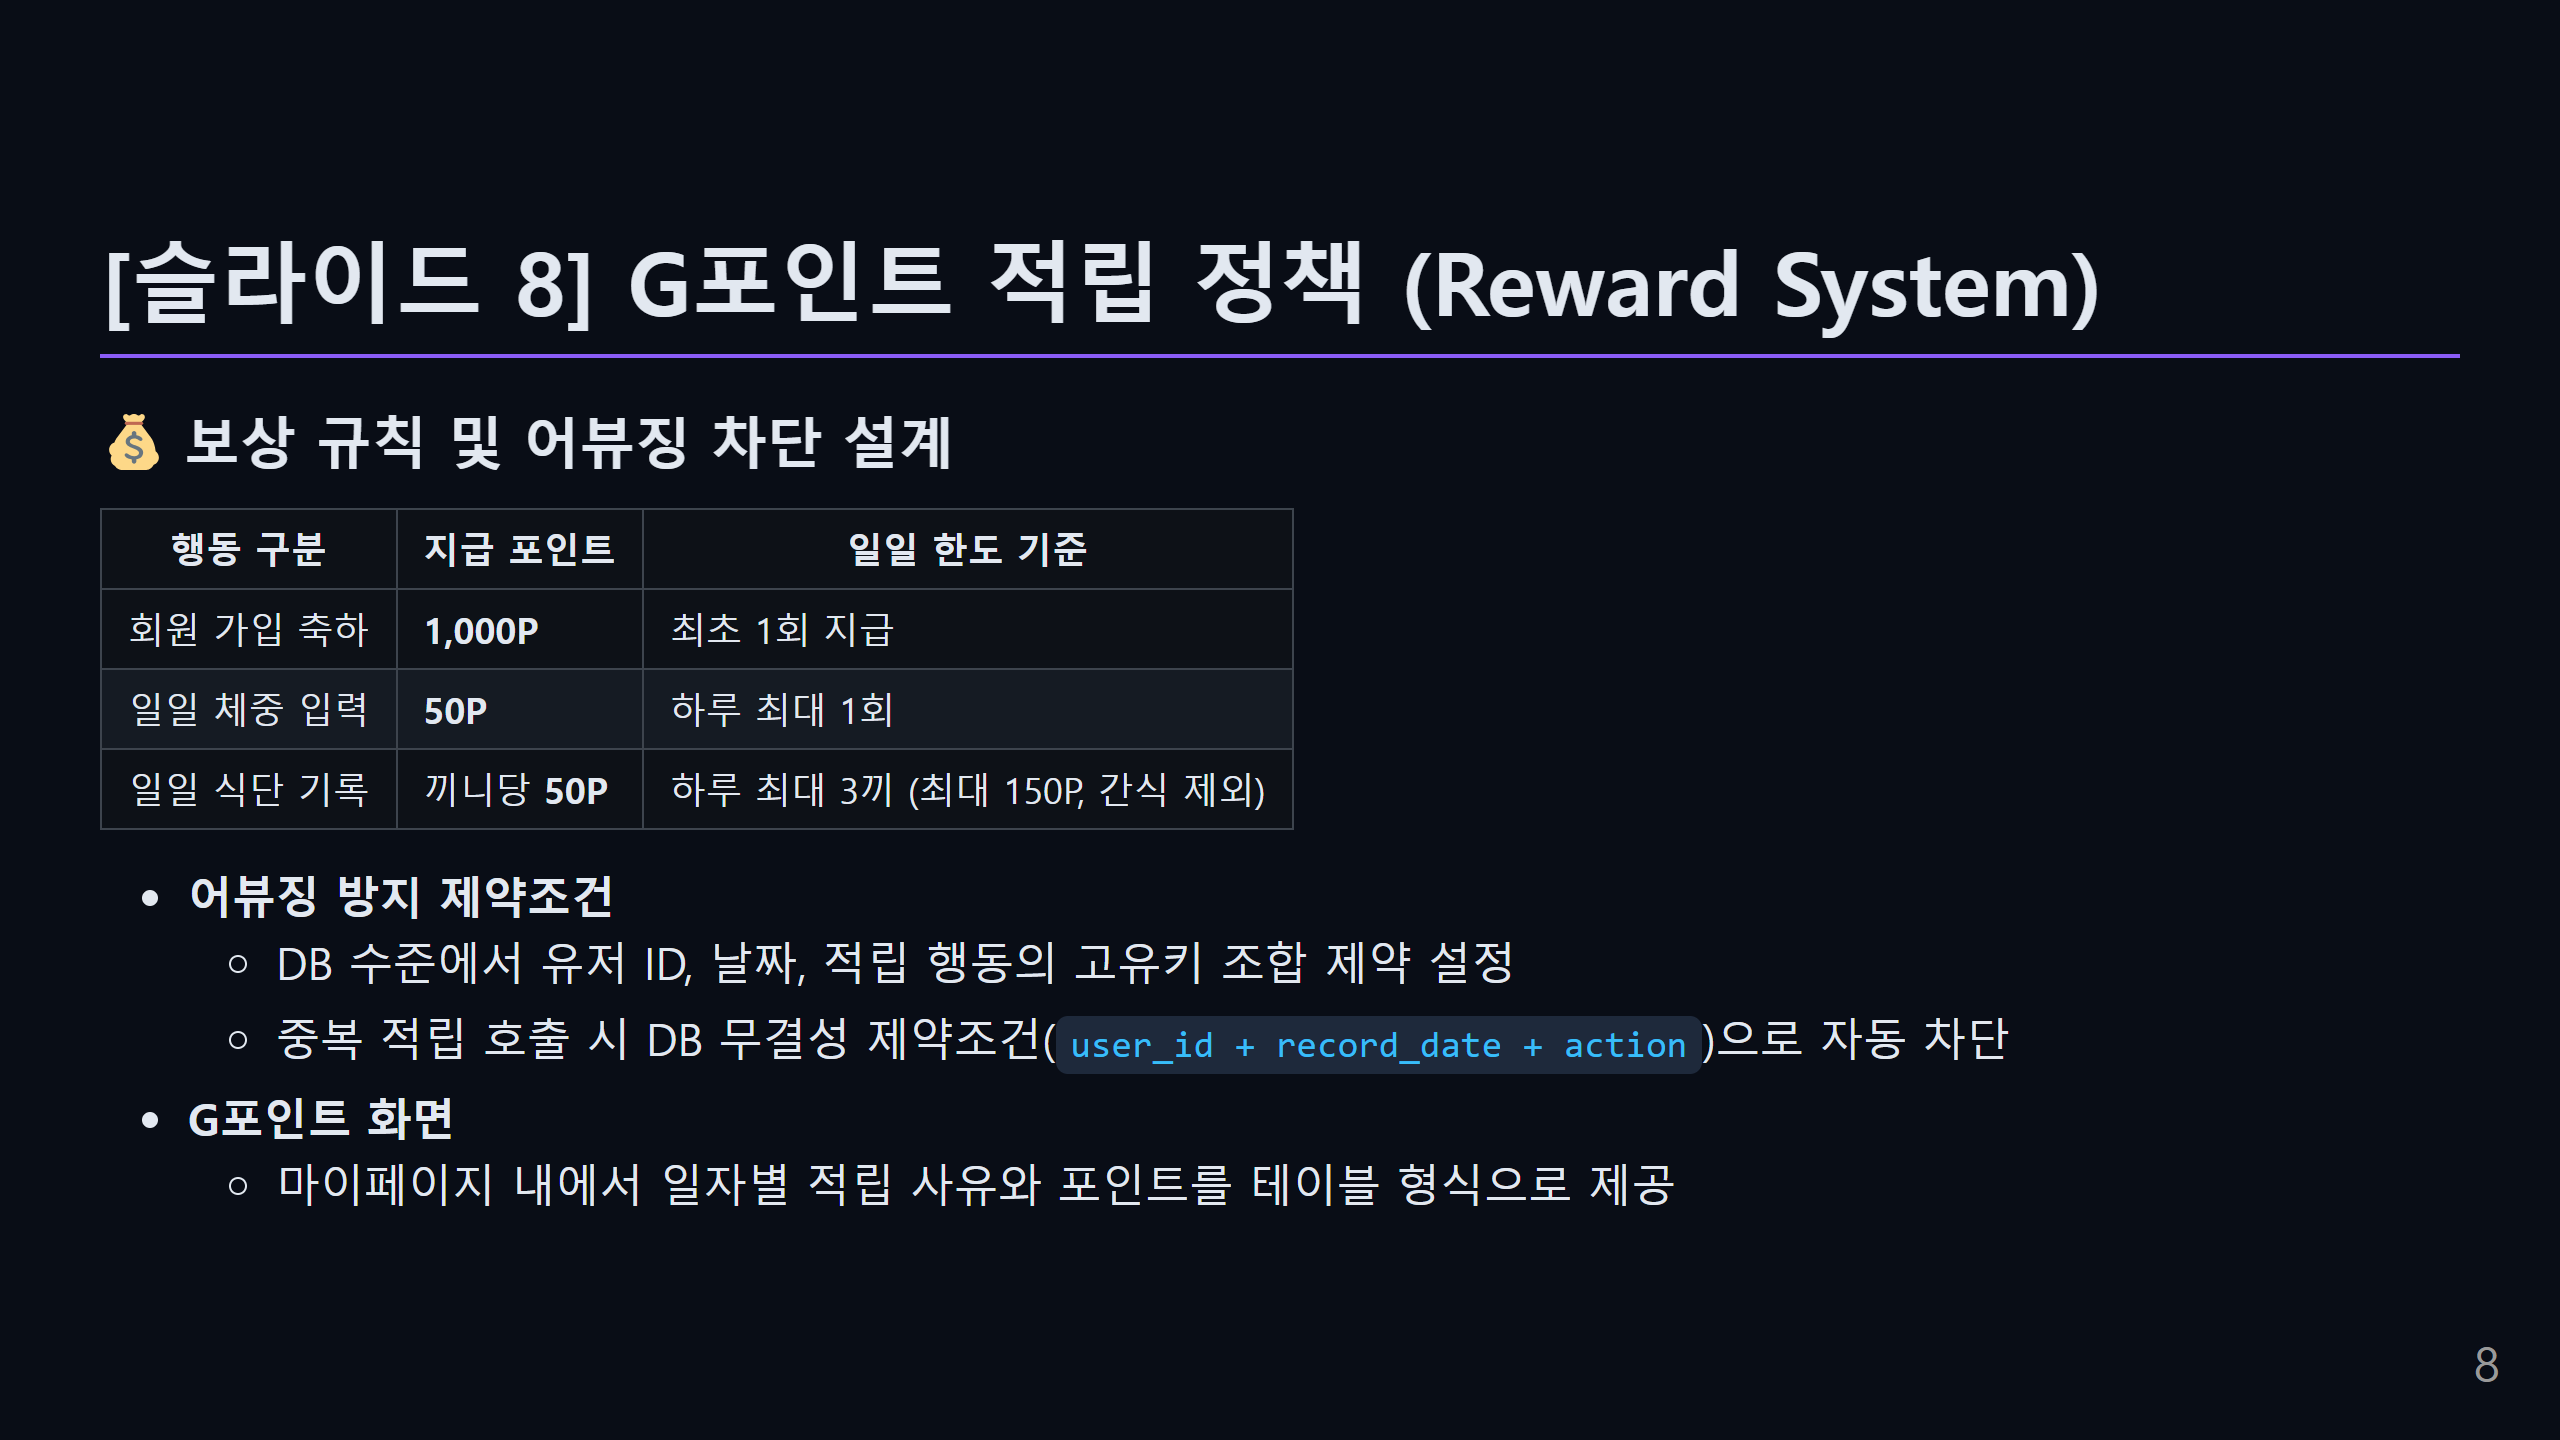 [슬라이드 8] G포인트 적립 정책 (Reward System)
보상 규칙 및 어뷰징 차단 설계
행동 구분 지급 포인트 일일 한도 기준
회원 가입 축하 1,000P 최초 1회 지급
일일 체중 입력 50P 하루 최대 1회
일일 식단 기록 끼니당 50P 하루 최대 3끼 (최대 150P, 간식 제외)
어뷰징 방지 제약조건
DB 수준에서 유저 ID, 날짜, 적립 행동의 고유키 조합 제약 설정
중복 적립 호출 시 DB 무결성 제약조건(user_id + record_date + action)으로 자동 차단
G포인트 화면
마이페이지 내에서 일자별 적립 사유와 포인트를 테이블 형식으로 제공
8